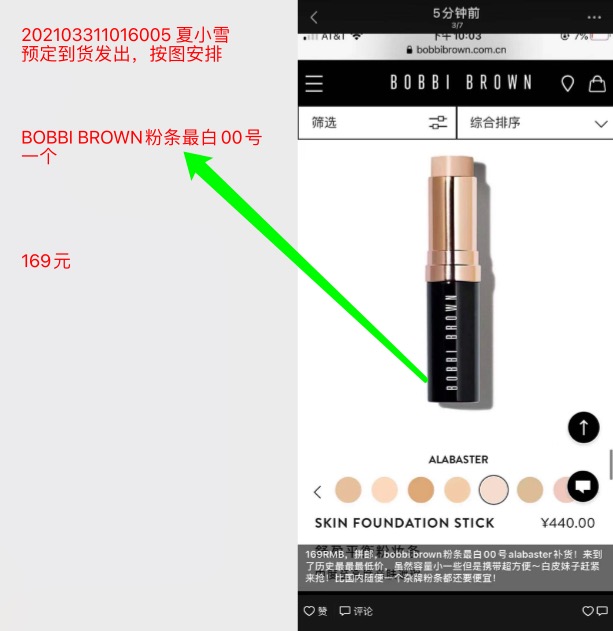 202103311016005 夏小雪
预定到货发出，按图安排
BOBBI BROWN粉条最白00号
一个
169元
5分钟前
3/7
AT&T
下午10:03
7%
bobbibrown.com.cn
BOBBI BROWN
筛选
综合排序
BOBBI BROWN
ALABASTER
SKIN FOUNDATION STICK
¥440.00
169RMB，拼邮，bobbi brown粉条最白00号alabaster补货！来到
了历史最最最低价，虽然容量小一些但是携带超方便～白皮妹子赶紧
来抢！比国内随便一个杂牌粉条都还要便宜！
赞
评论